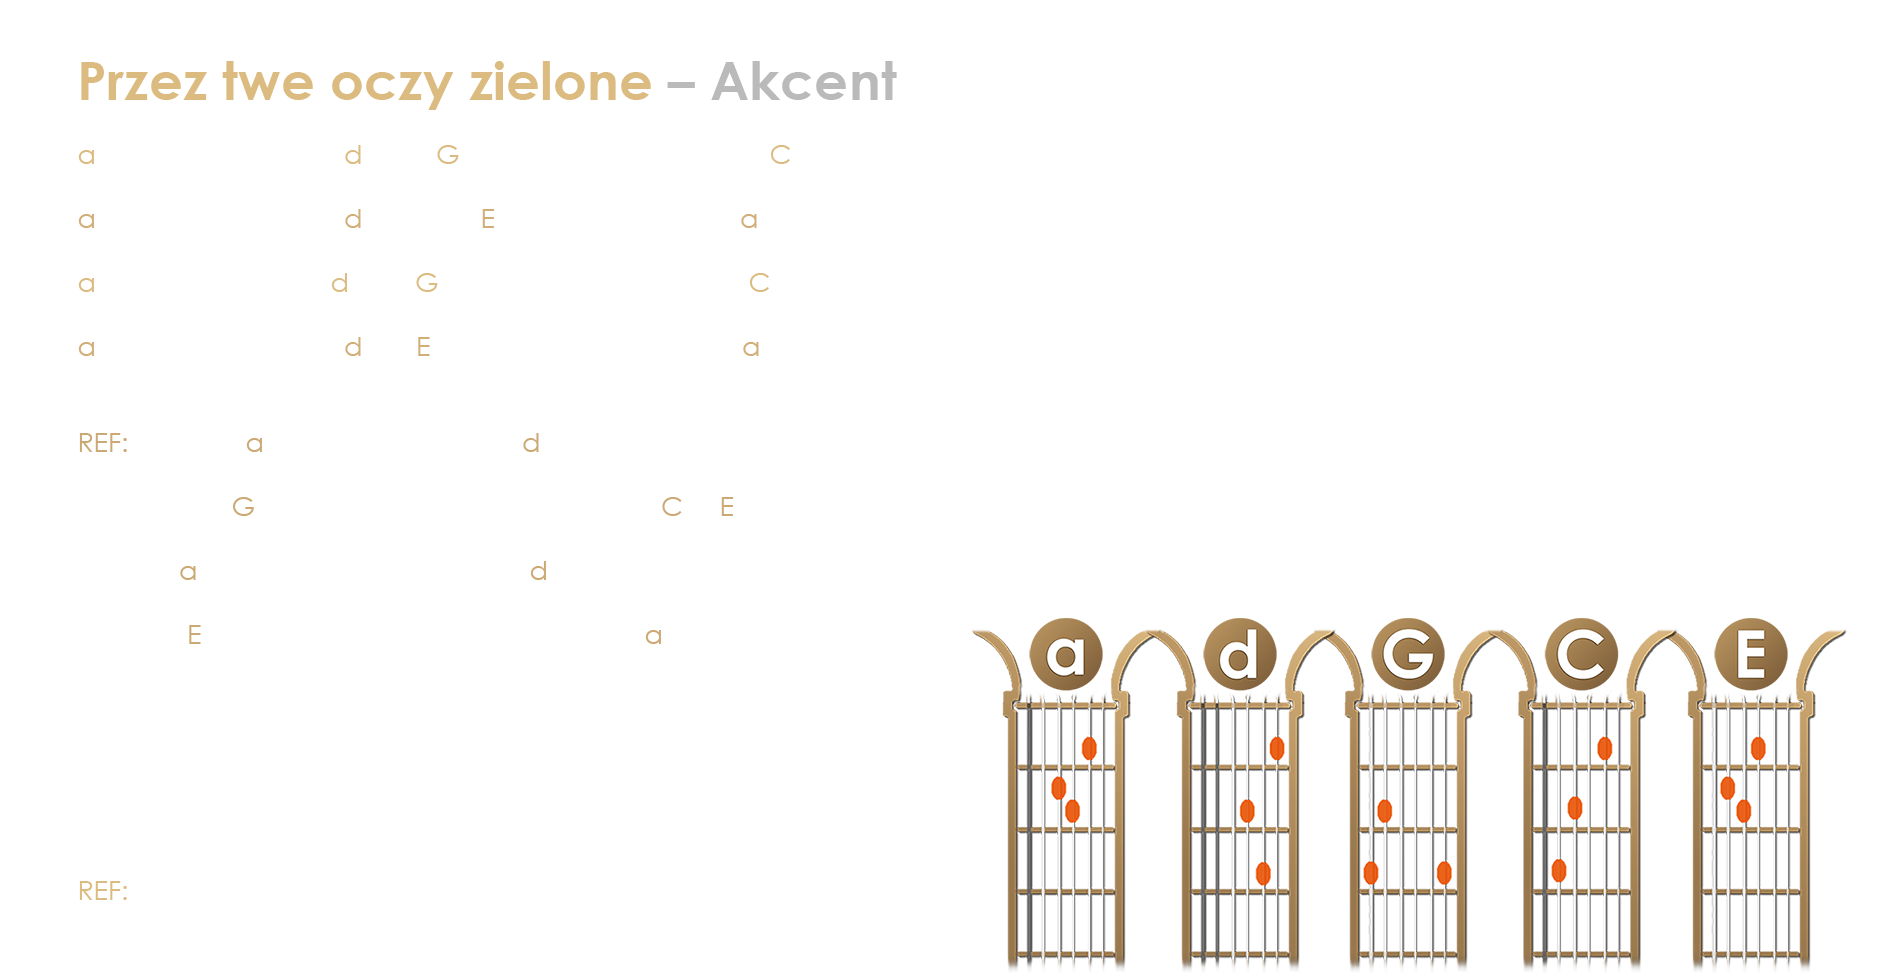 Przez twe oczy zielone – Akcent
a d G C
a d E a
a d G C
a d E a
REF: a d
G C E
a d
E a
REF:
a d G C E